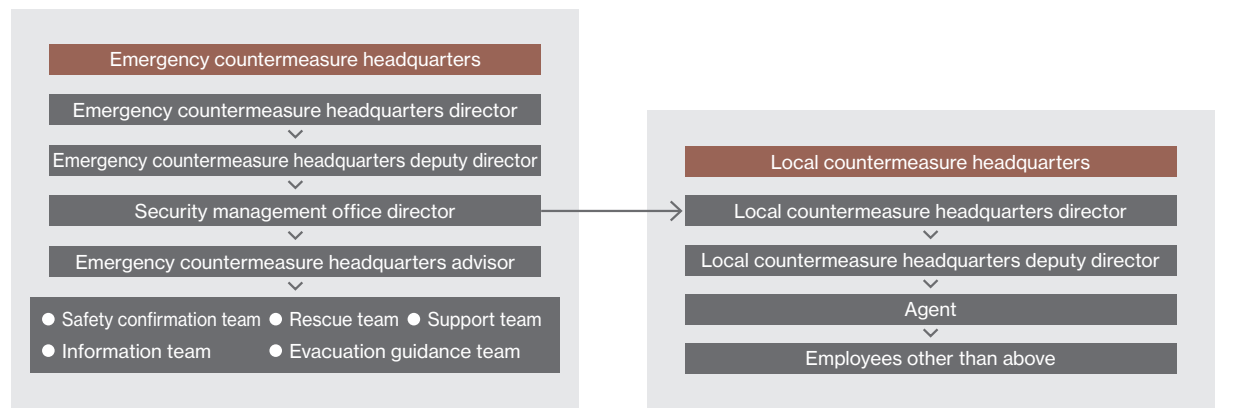 Emergency countermeasure headquarters
Emergency countermeasure headquarters director
Emergency countermeasure headquarters deputy director
Security management office director
Emergency countermeasure headquarters advisor
● Safety confirmation team ● Rescue team ● Support team
● Information team ● Evacuation guidance team
Local countermeasure headquarters
Local countermeasure headquarters director
Local countermeasure headquarters deputy director
Agent
Employees other than above